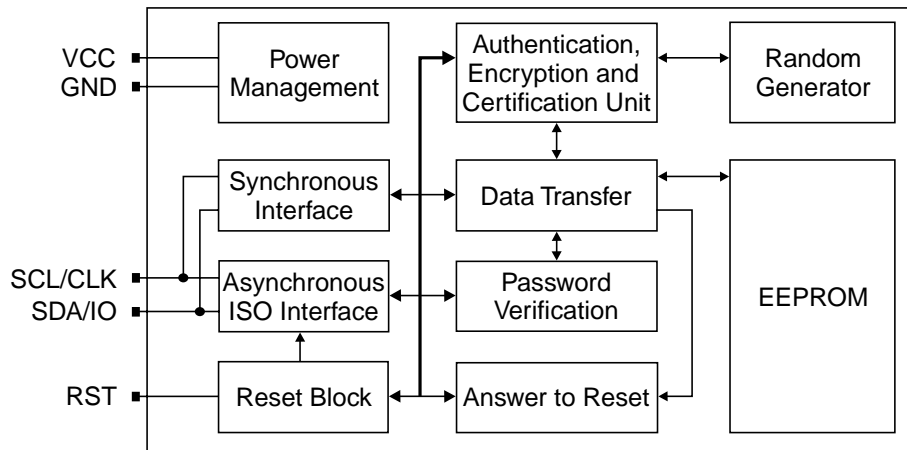 VCC
GND
Power
Management
Authentication,
Encryption and
Certification Unit
Random
Generator
Synchronous
Interface
Data Transfer
SCL/CLK
SDA/IO
Asynchronous
ISO Interface
Password
Verification
EEPROM
RST
Reset Block
Answer to Reset